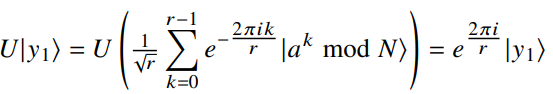 U|y₁⟩ = U ( 1/√r ∑_{k=0}^{r−1} e^{−2πik/r} |a^k mod N⟩ ) = e^{2πi/r} |y₁⟩